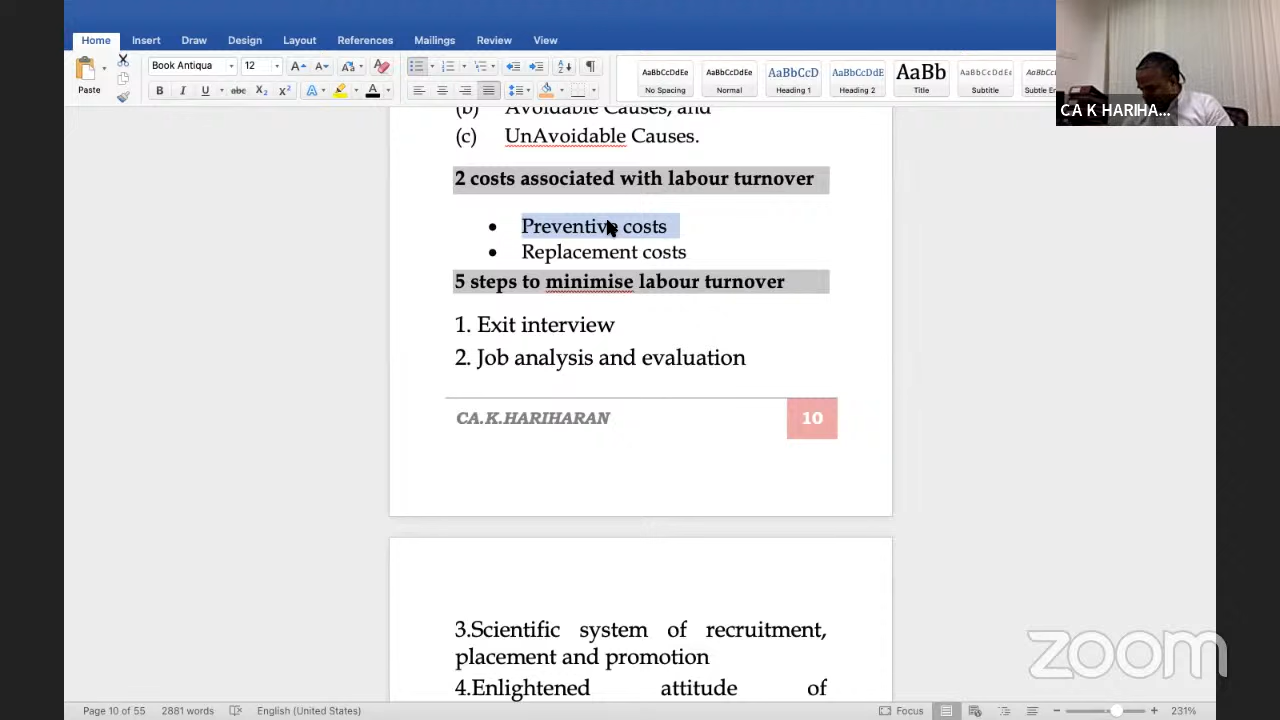 Home Insert Draw Design Layout References Mailings Review View
Paste
Book Antiqua
12
AaBbCcDdEe
No Spacing
AaBbCcDdEe
Normal
AaBbCcD
Heading 1
AaBbCcDdE
Heading 2
AaBb
Title
AaBbCcDdEe
Subtitle
AaBbCcDdEe
Subtle Em
CA K HARIHA...
(b) Avoidable Causes, and
(c) UnAvoidable Causes.
2 costs associated with labour turnover
• Preventive costs
• Replacement costs
5 steps to minimise labour turnover
1. Exit interview
2. Job analysis and evaluation
CA.K.HARIHARAN 10
3.Scientific system of recruitment,
placement and promotion
4.Enlightened attitude of
zoom
Page 10 of 55 2881 words English (United States) Focus 231%